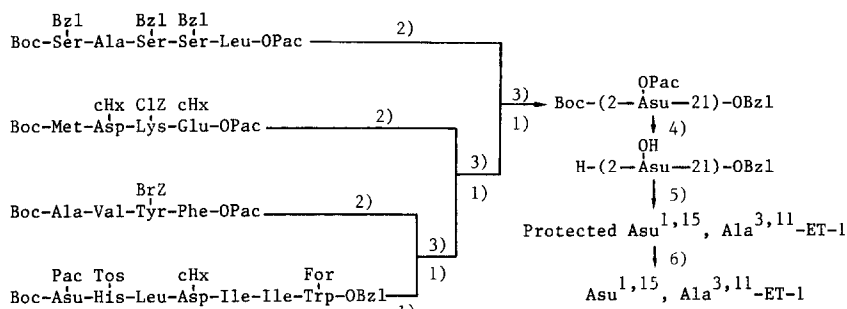 Bzl Bzl Bzl
Boc-Ser-Ala-Ser-Ser-Leu-OPac
2)
cHx ClZ cHx
Boc-Met-Asp-Lys-Glu-OPac
2)
3)
1)
BrZ
Boc-Ala-Val-Tyr-Phe-OPac
2)
3)
1)
Pac Tos cHx For
Boc-Asu-His-Leu-Asp-Ile-Ile-Trp-OBzl
1)
3)
1)
OPac
Boc-(2-Asu-21)-OBzl
4)
OH
H-(2-Asu-21)-OBzl
5)
Protected Asu1,15, Ala3,11-ET-1
6)
Asu1,15, Ala3,11-ET-1